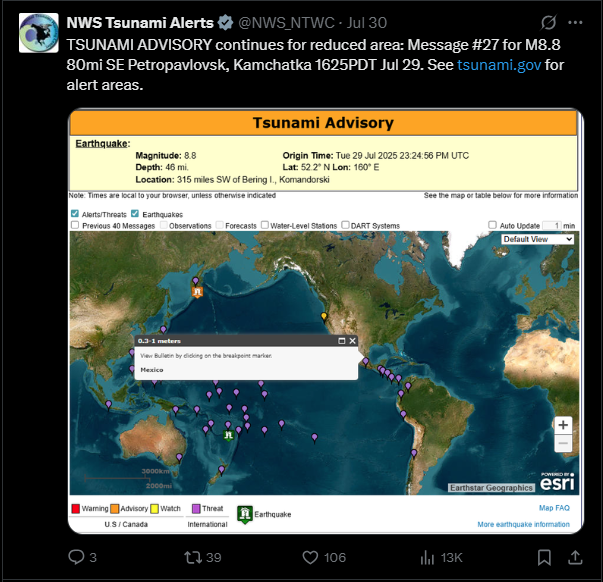 NWS Tsunami Alerts @NWS_NTWC · Jul 30
TSUNAMI ADVISORY continues for reduced area: Message #27 for M8.8
80mi SE Petropavlovsk, Kamchatka 1625PDT Jul 29. See tsunami.gov for
alert areas.
Tsunami Advisory
Earthquake:
Magnitude: 8.8 Origin Time: Tue 29 Jul 2025 23:24:56 PM UTC
Depth: 46 mi. Lat: 52.2° N Lon: 160° E
Location: 315 miles SW of Bering I., Komandorski
Note: Times are local to your browser, unless otherwise indicated See the map or table below for more information
Alerts/Threats Earthquakes
Previous 40 Messages Observations Forecasts Water-Level Stations DART Systems Auto Update 1 min
Default View
0.3-1 meters
View Bulletin by clicking on the breakpoint marker.
Mexico
+
−
3000km
2000mi
POWERED BY
esri
Earthstar Geographics
Warning Advisory Watch Threat Earthquake Map FAQ
U.S / Canada International
More earthquake information
3 39 106 13K